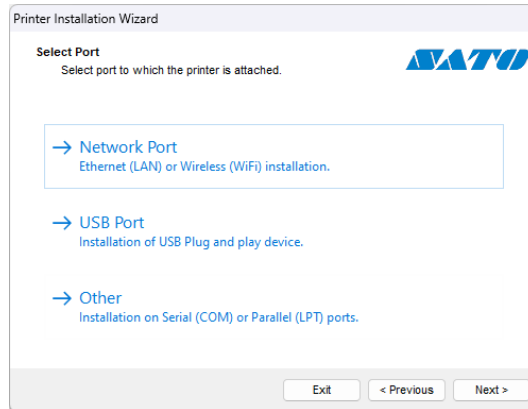 Printer Installation Wizard
Select Port
Select port to which the printer is attached.
SATO
→ Network Port
Ethernet (LAN) or Wireless (WiFi) installation.
→ USB Port
Installation of USB Plug and play device.
→ Other
Installation on Serial (COM) or Parallel (LPT) ports.
Exit
< Previous
Next >